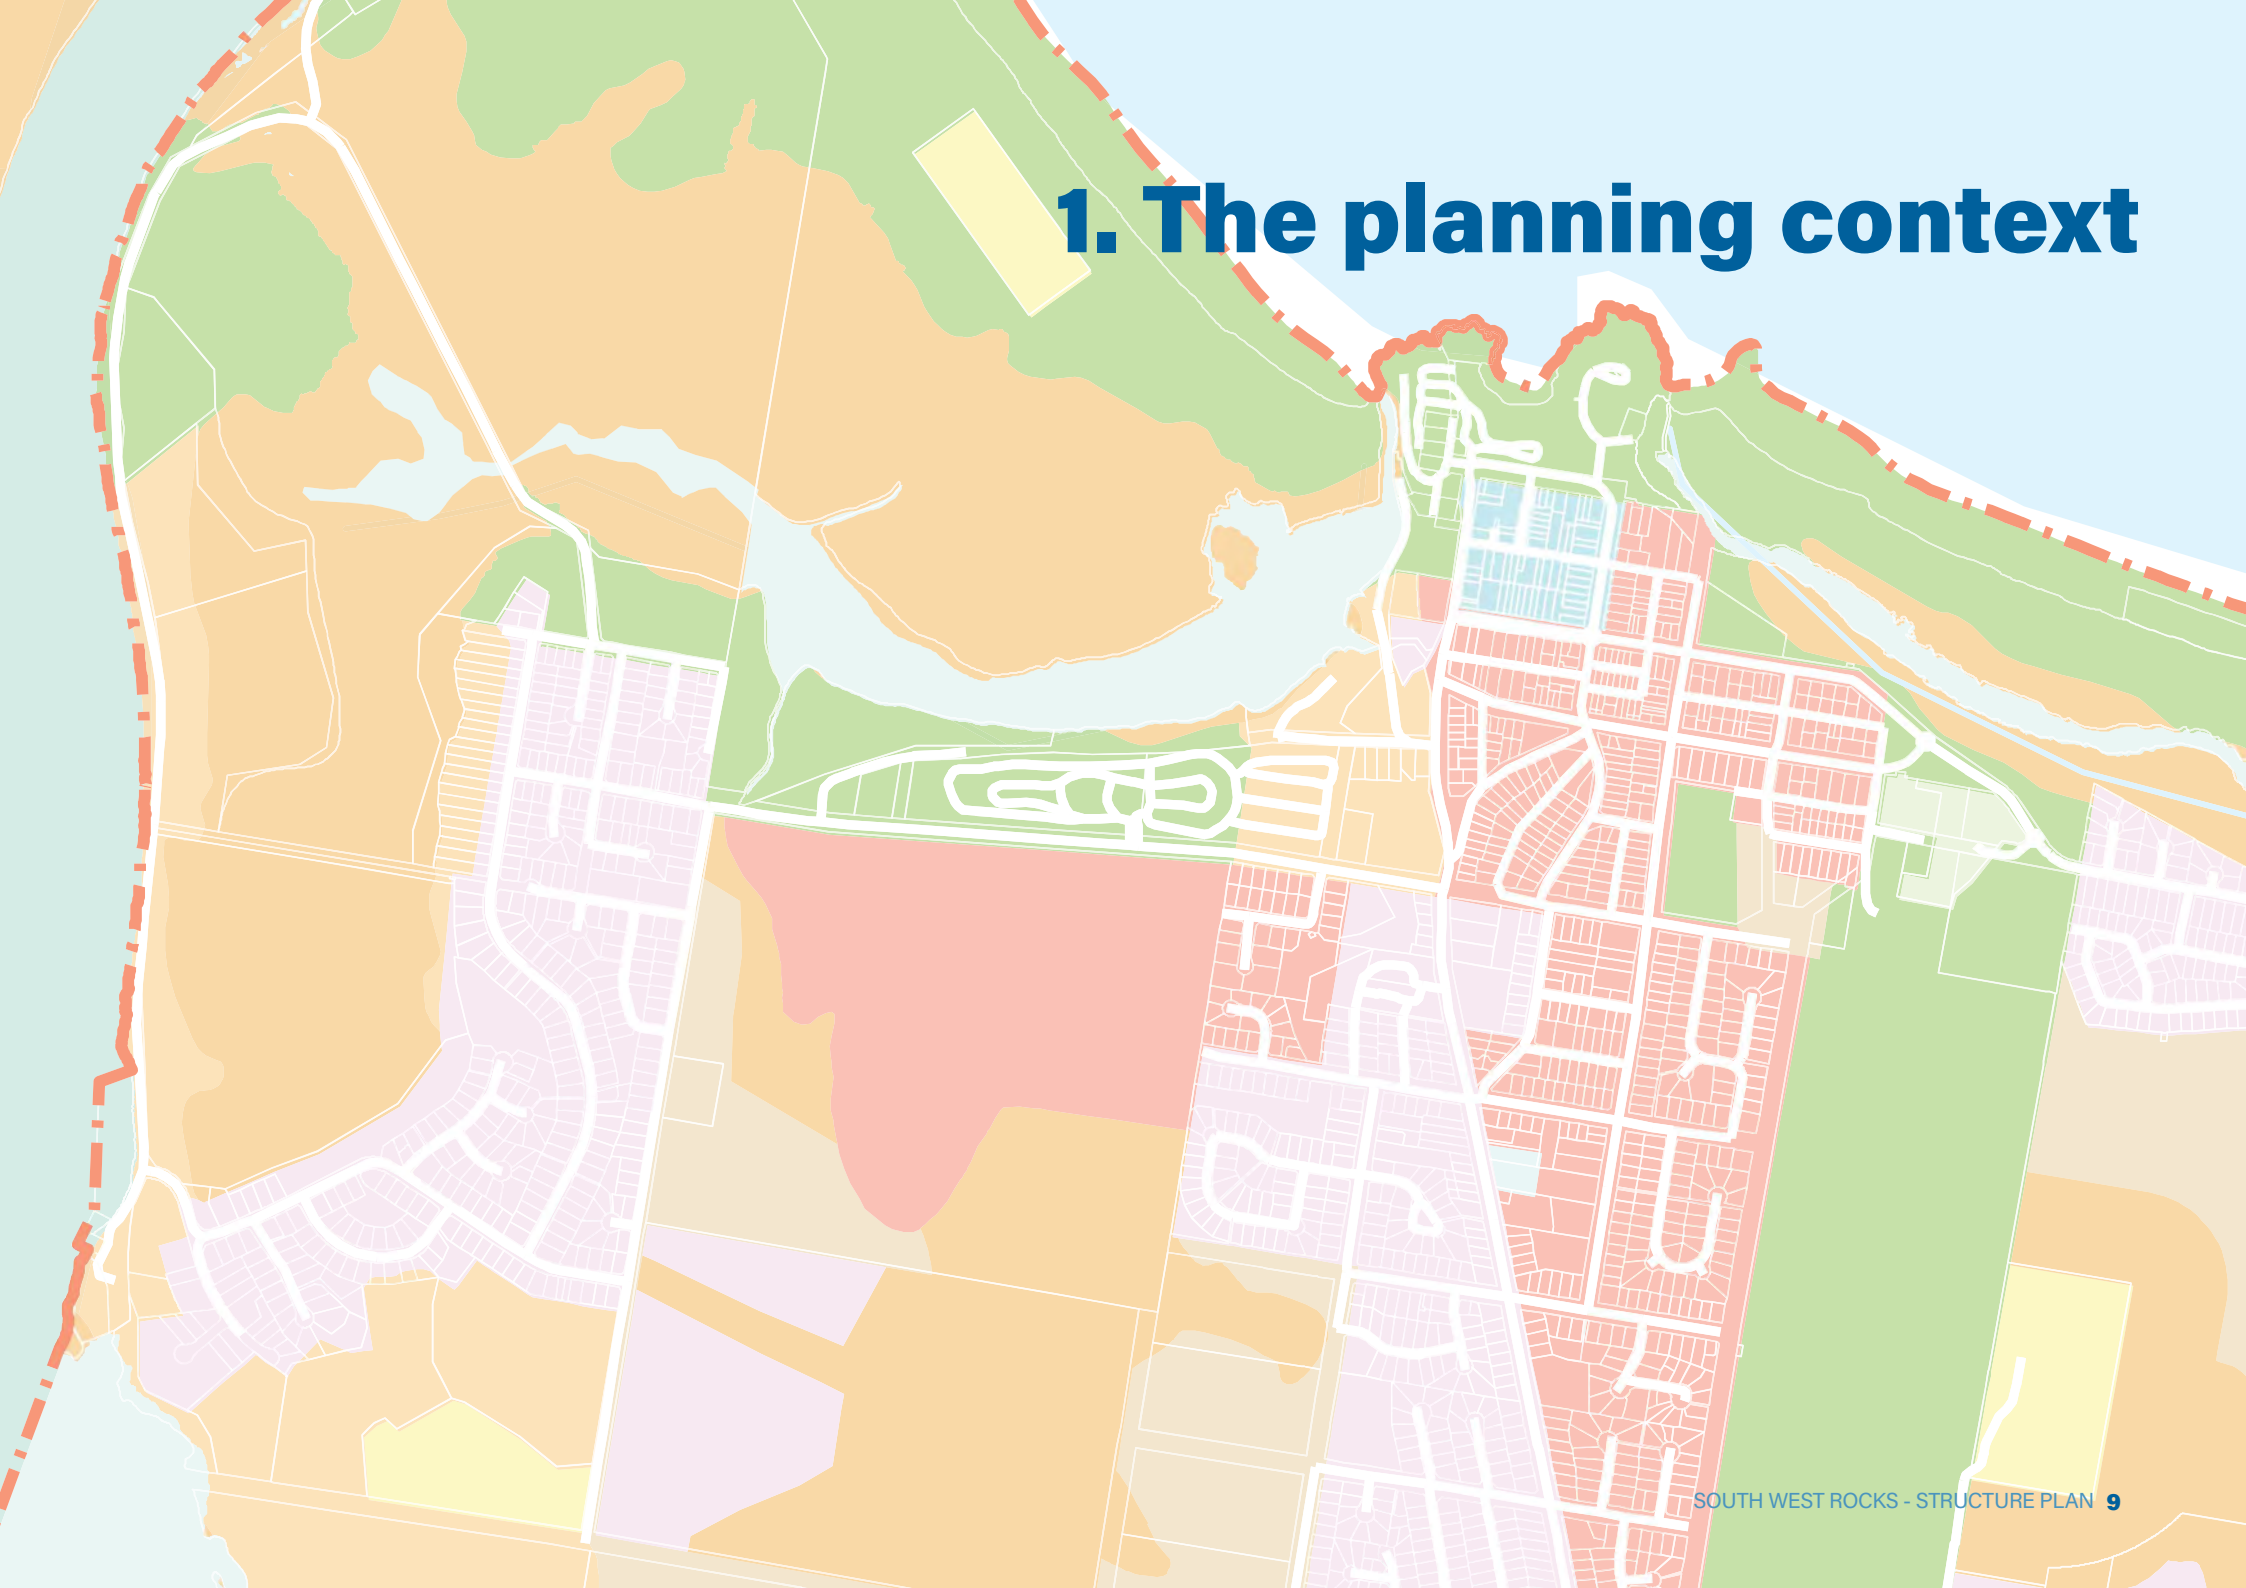 1. The planning context
SOUTH WEST ROCKS - STRUCTURE PLAN 9